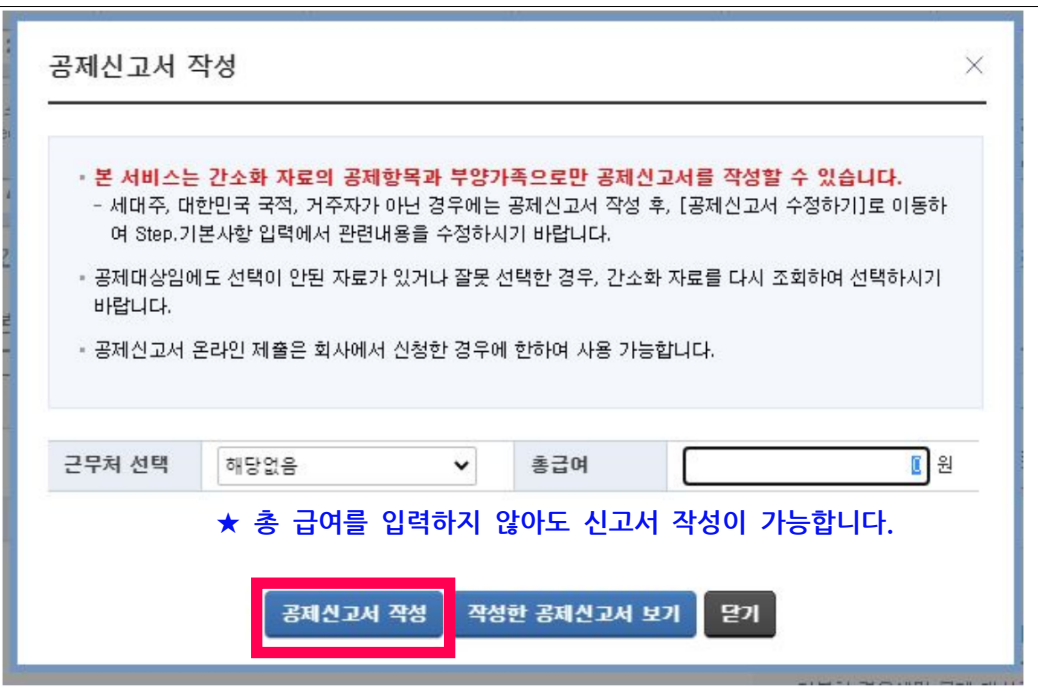 공제신고서 작성
▪ 본 서비스는 간소화 자료의 공제항목과 부양가족으로만 공제신고서를 작성할 수 있습니다.
- 세대주, 대한민국 국적, 거주자가 아닌 경우에는 공제신고서 작성 후, [공제신고서 수정하기]로 이동하
여 Step.기본사항 입력에서 관련내용을 수정하시기 바랍니다.
▪ 공제대상임에도 선택이 안된 자료가 있거나 잘못 선택한 경우, 간소화 자료를 다시 조회하여 선택하시기
바랍니다.
▪ 공제신고서 온라인 제출은 회사에서 신청한 경우에 한하여 사용 가능합니다.
근무처 선택 해당없음 총급여 0 원
★ 총 급여를 입력하지 않아도 신고서 작성이 가능합니다.
공제신고서 작성 작성한 공제신고서 보기 닫기